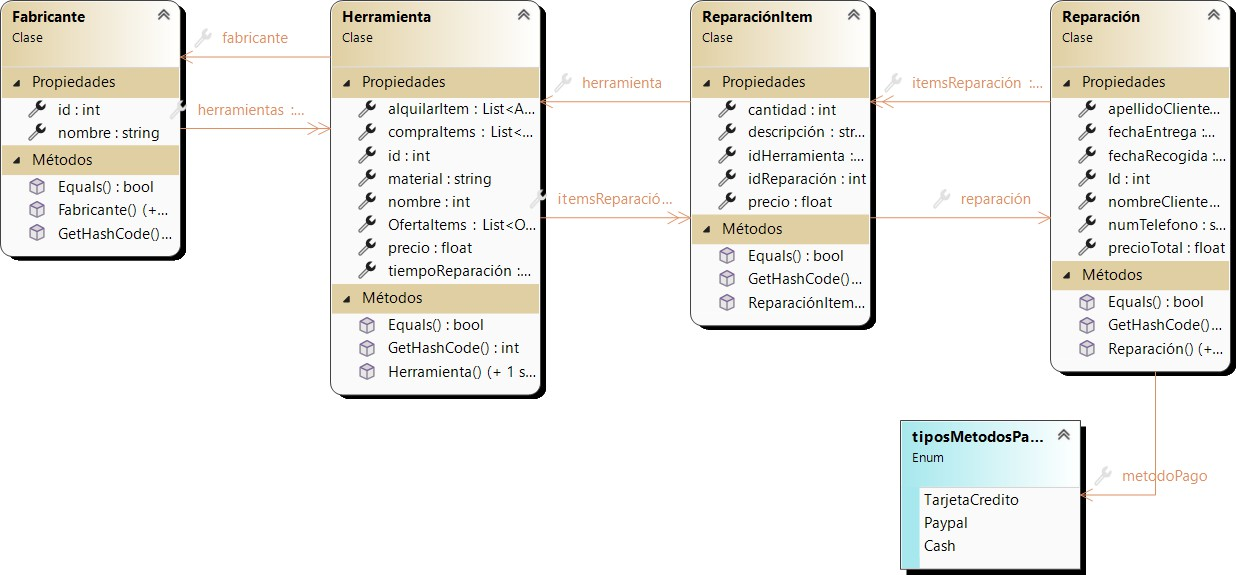 Fabricante
Clase
Propiedades
id : int
nombre : string
Métodos
Equals() : bool
Fabricante() (+...
GetHashCode()...
fabricante
herramientas :...
Herramienta
Clase
Propiedades
alquilarItem : List<A...
compraItems : List<...
id : int
material : string
nombre : int
OfertaItems : List<O...
precio : float
tiempoReparación :...
Métodos
Equals() : bool
GetHashCode() : int
Herramienta() (+ 1 s...
herramienta
itemsReparació...
ReparaciónItem
Clase
Propiedades
cantidad : int
descripción : str...
idHerramienta :...
idReparación : int
precio : float
Métodos
Equals() : bool
GetHashCode()...
ReparaciónItem...
itemsReparación :...
reparación
Reparación
Clase
Propiedades
apellidoCliente...
fechaEntrega :...
fechaRecogida :...
Id : int
nombreCliente...
numTelefono : s...
precioTotal : float
Métodos
Equals() : bool
GetHashCode()...
Reparación() (+...
metodoPago
tiposMetodosPa...
Enum
TarjetaCredito
Paypal
Cash